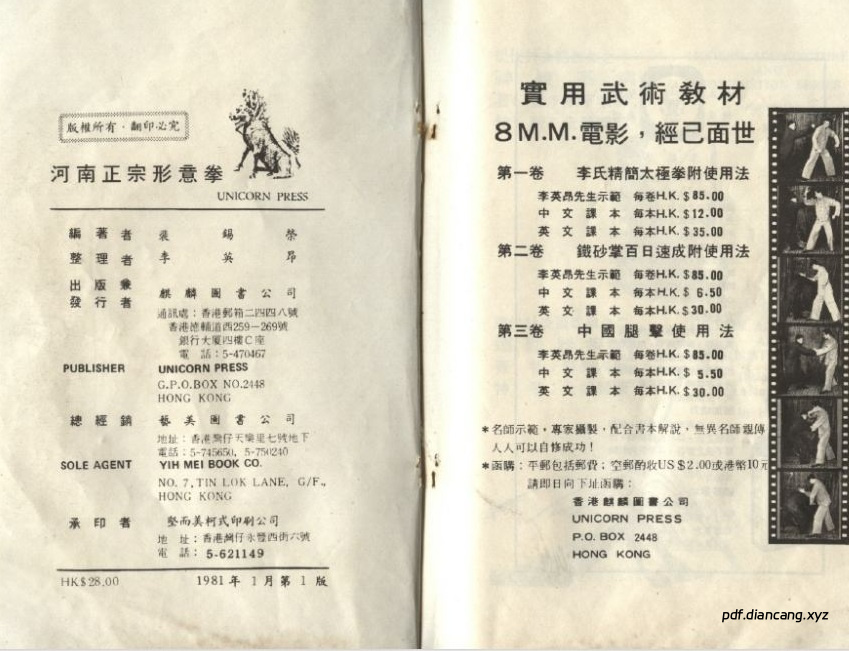 版權所有·翻印必究
河南正宗形意拳
UNICORN PRESS
編著者 裴錫榮
整理者 李英昂
出版兼
發行者 麒麟圖書公司
通訊處：香港郵箱二四四八號
香港德輔道西259－269號
銀行大廈四樓C座
電話：5-470467
PUBLISHER UNICORN PRESS
G.P.O.BOX NO.2448
HONG KONG
總經銷 藝美圖書公司
地址：香港灣仔天樂里七號地下
電話：5-745650, 5-750240
SOLE AGENT YIH MEI BOOK CO.
NO. 7, TIN LOK LANE, G/F.,
HONG KONG
承印者 堅而美柯式印刷公司
地址：香港灣仔永豐西街六號
電話：5-621149
HK$28.00 1981年1月第1版
實用武術教材
8M.M.電影，經已面世
第一卷 李氏精簡太極拳附使用法
李英昂先生示範 每卷H.K.$85.00
中文課本 每本H.K.$12.00
英文課本 每本H.K.$35.00
第二卷 鐵砂掌百日速成附使用法
李英昂先生示範 每卷H.K.$85.00
中文課本 每本H.K.$ 6.50
英文課本 每本H.K.$30.00
第三卷 中國腿擊使用法
李英昂先生示範 每卷H.K.$85.00
中文課本 每本H.K.$ 5.50
英文課本 每本H.K.$30.00
*名師示範，專家攝製，配合書本解說，無異名師親傳
人人可以自修成功！
*函購：平郵包括郵費；空郵酌收US$2.00或港幣10元
請即日向下址函購：
香港麒麟圖書公司
UNICORN PRESS
P.O. BOX 2448
HONG KONG
pdf.diancang.xyz